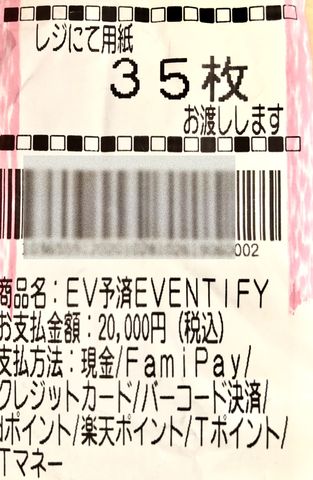 レジにて用紙
35枚
お渡しします
002
商品名：EV予済EVENTIFY
お支払金額：20,000円（税込）
支払方法：現金/FamiPay/
クレジットカード/バーコード決済/
dポイント/楽天ポイント/Tポイント/
Tマネー